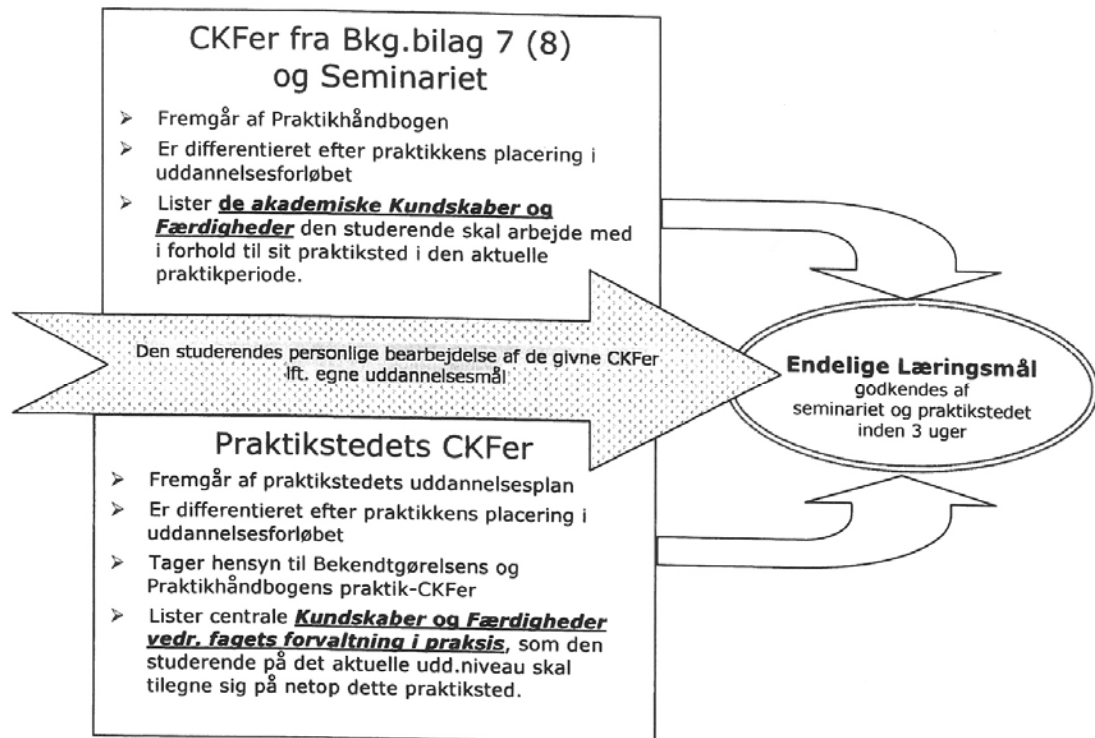 CKFer fra Bkg.bilag 7 (8)
og Seminariet
➢ Fremgår af Praktikhåndbogen
➢ Er differentieret efter praktikkens placering i
uddannelsesforløbet
➢ Lister de akademiske Kundskaber og
Færdigheder den studerende skal arbejde med
i forhold til sit praktiksted i den aktuelle
praktikperiode.
Den studerendes personlige bearbejdelse af de givne CKFer
ift. egne uddannelsesmål
Endelige Læringsmål
godkendes af
seminariet og praktikstedet
inden 3 uger
Praktikstedets CKFer
➢ Fremgår af praktikstedets uddannelsesplan
➢ Er differentieret efter praktikkens placering i
uddannelsesforløbet
➢ Tager hensyn til Bekendtgørelsens og
Praktikhåndbogens praktik-CKFer
➢ Lister centrale Kundskaber og Færdigheder
vedr. fagets forvaltning i praksis, som den
studerende på det aktuelle udd.niveau skal
tilegne sig på netop dette praktiksted.